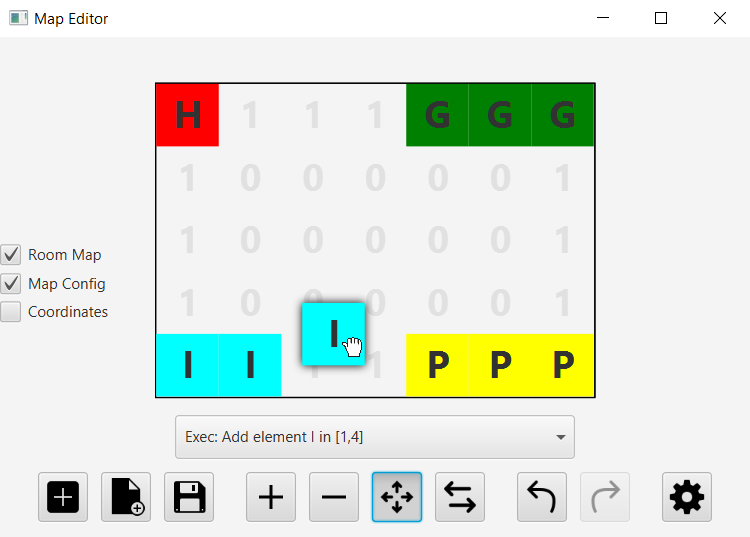 Map Editor
H 1 1 1 G G G
1 0 0 0 0 0 1
1 0 0 0 0 0 1
Room Map
Map Config
1 0 0 0 0 0 1
Coordinates
I
I I 1 1 P P P
Exec: Add element I in [1,4]